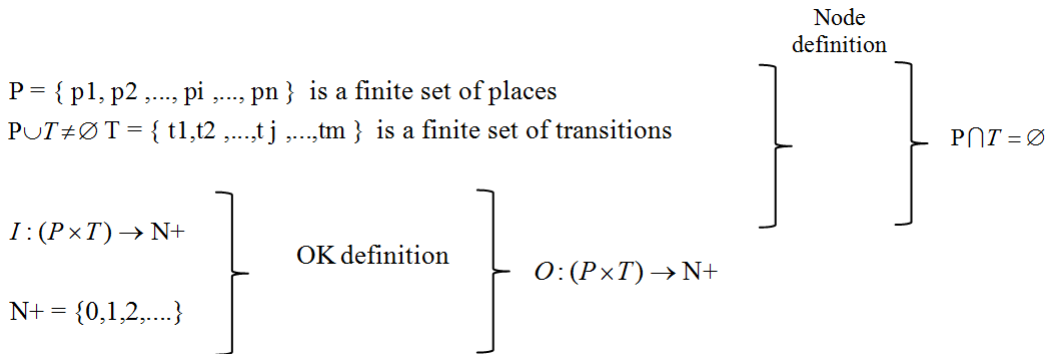 Node
definition
P = { p1, p2 ,..., pi ,..., pn }  is a finite set of places
P∪T≠∅ T = { t1,t2 ,...,t j ,...,tm }  is a finite set of transitions
P⋂T = ∅
I : (P×T) → N+
OK definition
O : (P×T) → N+
N+ = {0,1,2,....}